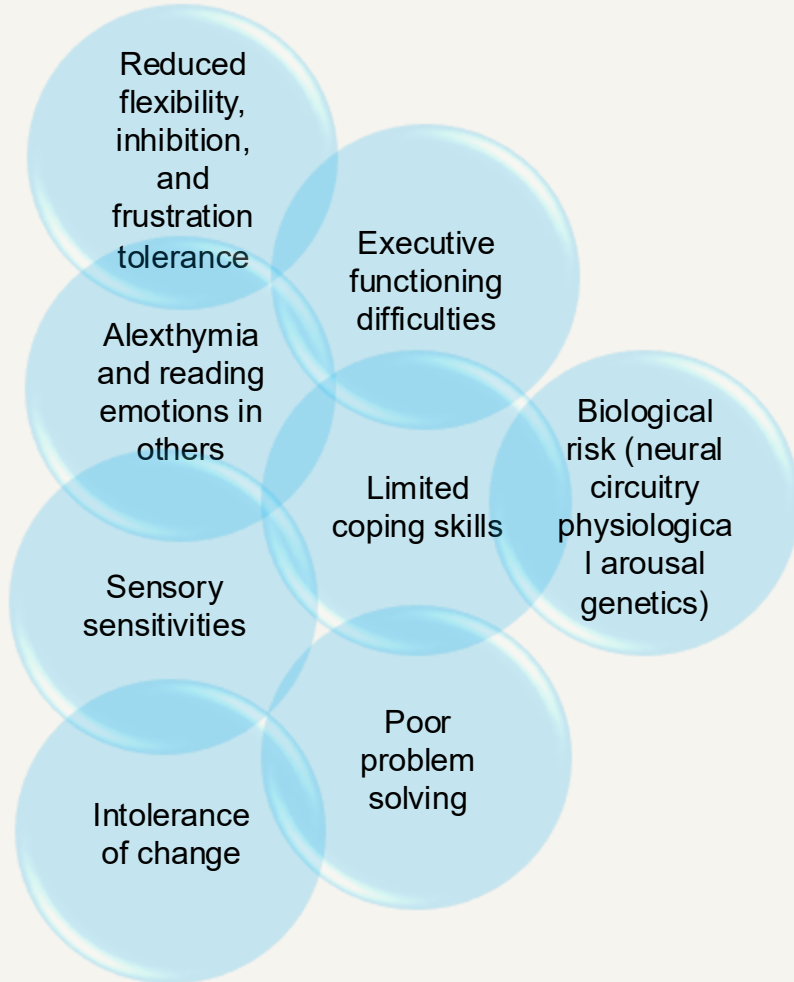 Reduced
flexibility,
inhibition,
and
frustration
tolerance
Executive
functioning
difficulties
Alexthymia
and reading
emotions in
others
Biological
risk (neural
circuitry
physiologica
l arousal
genetics)
Limited
coping skills
Sensory
sensitivities
Poor
problem
solving
Intolerance
of change